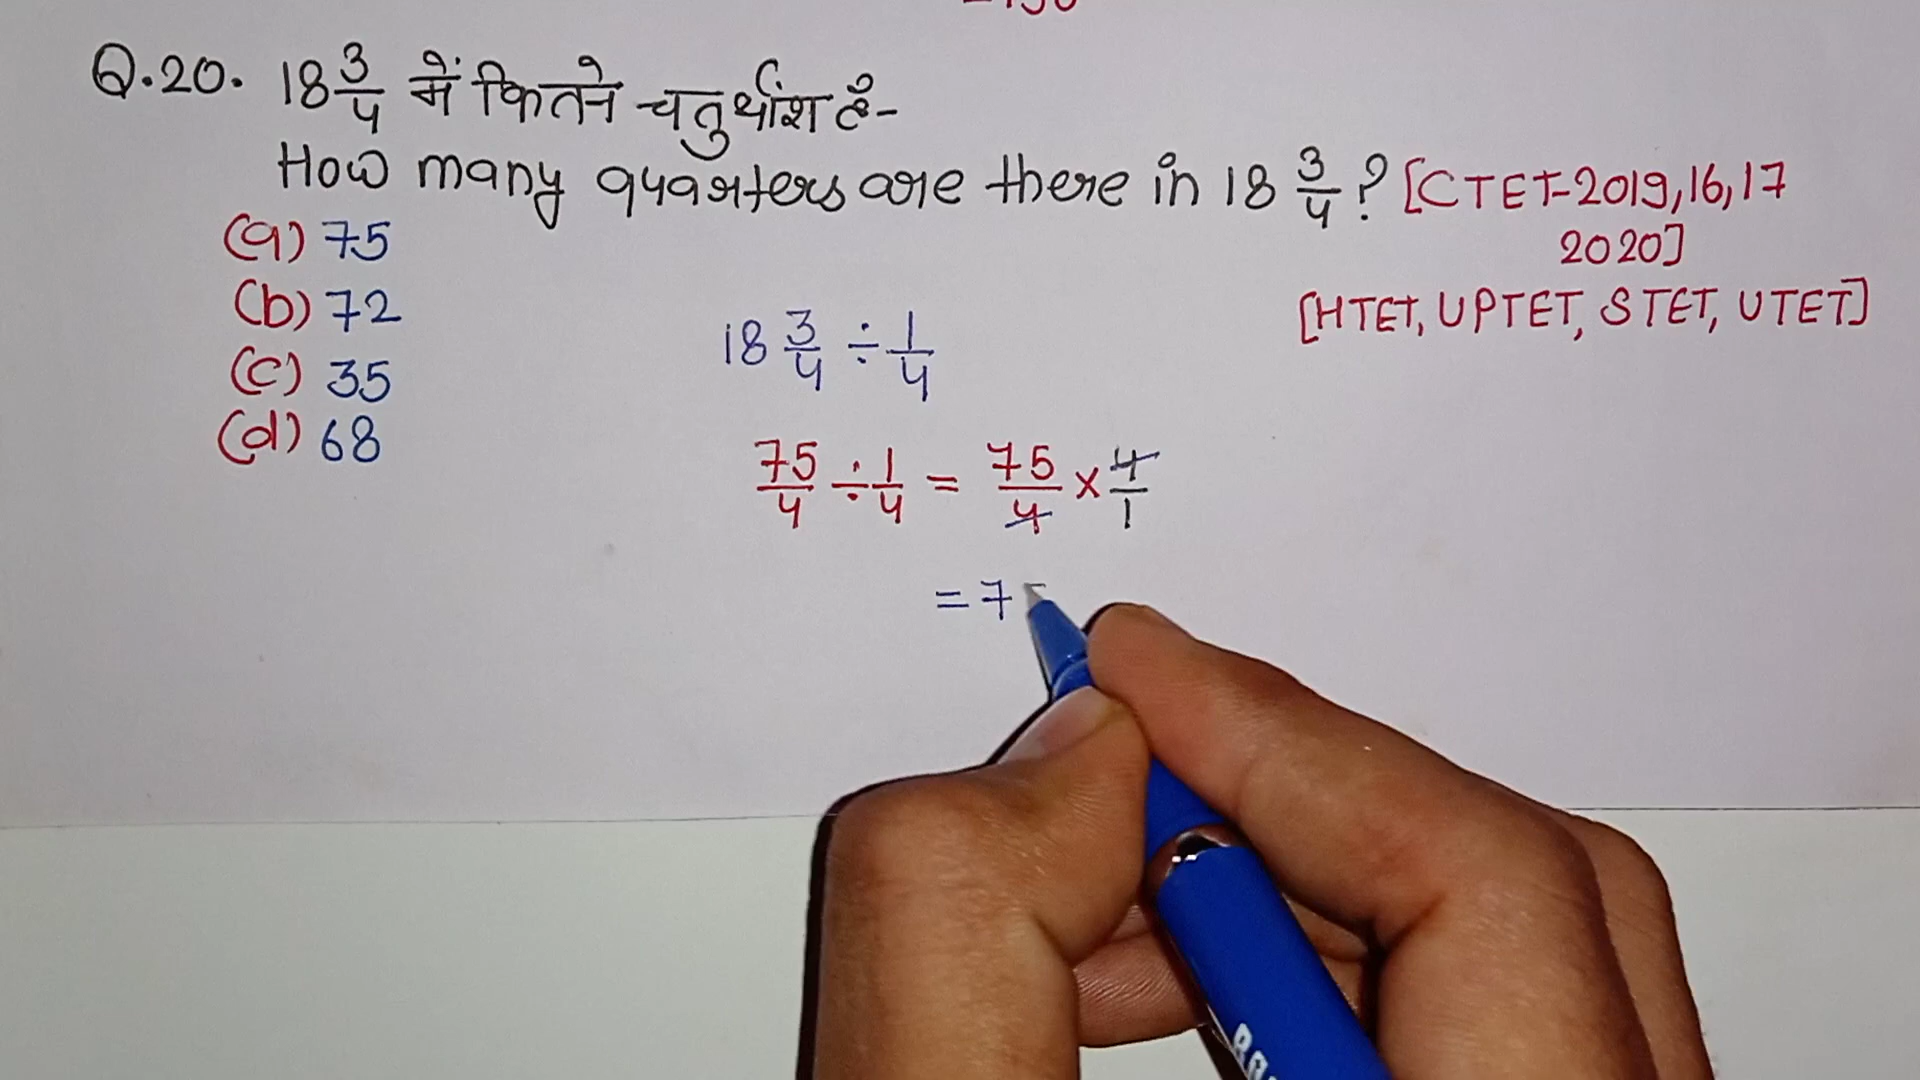 Q.20. 18 3/4 में कितने चतुर्थांश हैं-
How many quarters are there in 18 3/4 ? [CTET-2019,16,17
2020]
[HTET, UPTET, STET, UTET]
(a) 75
(b) 72
(c) 35
(d) 68
18 3/4 ÷ 1/4
75/4 ÷ 1/4 = 75/4 × 4/1
= 7